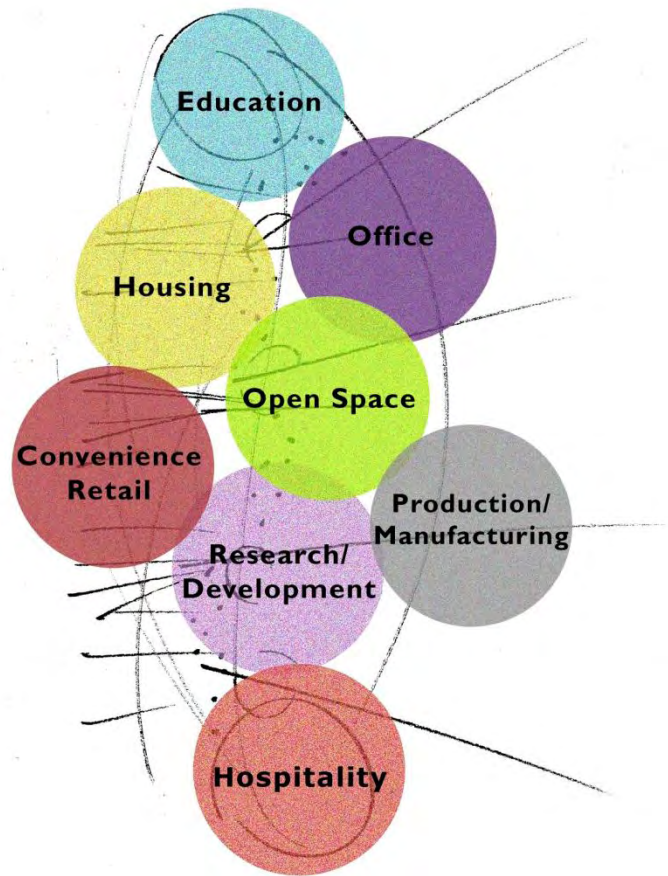 Education
Office
Housing
Open Space
Convenience
Retail
Production/
Manufacturing
Research/
Development
Hospitality